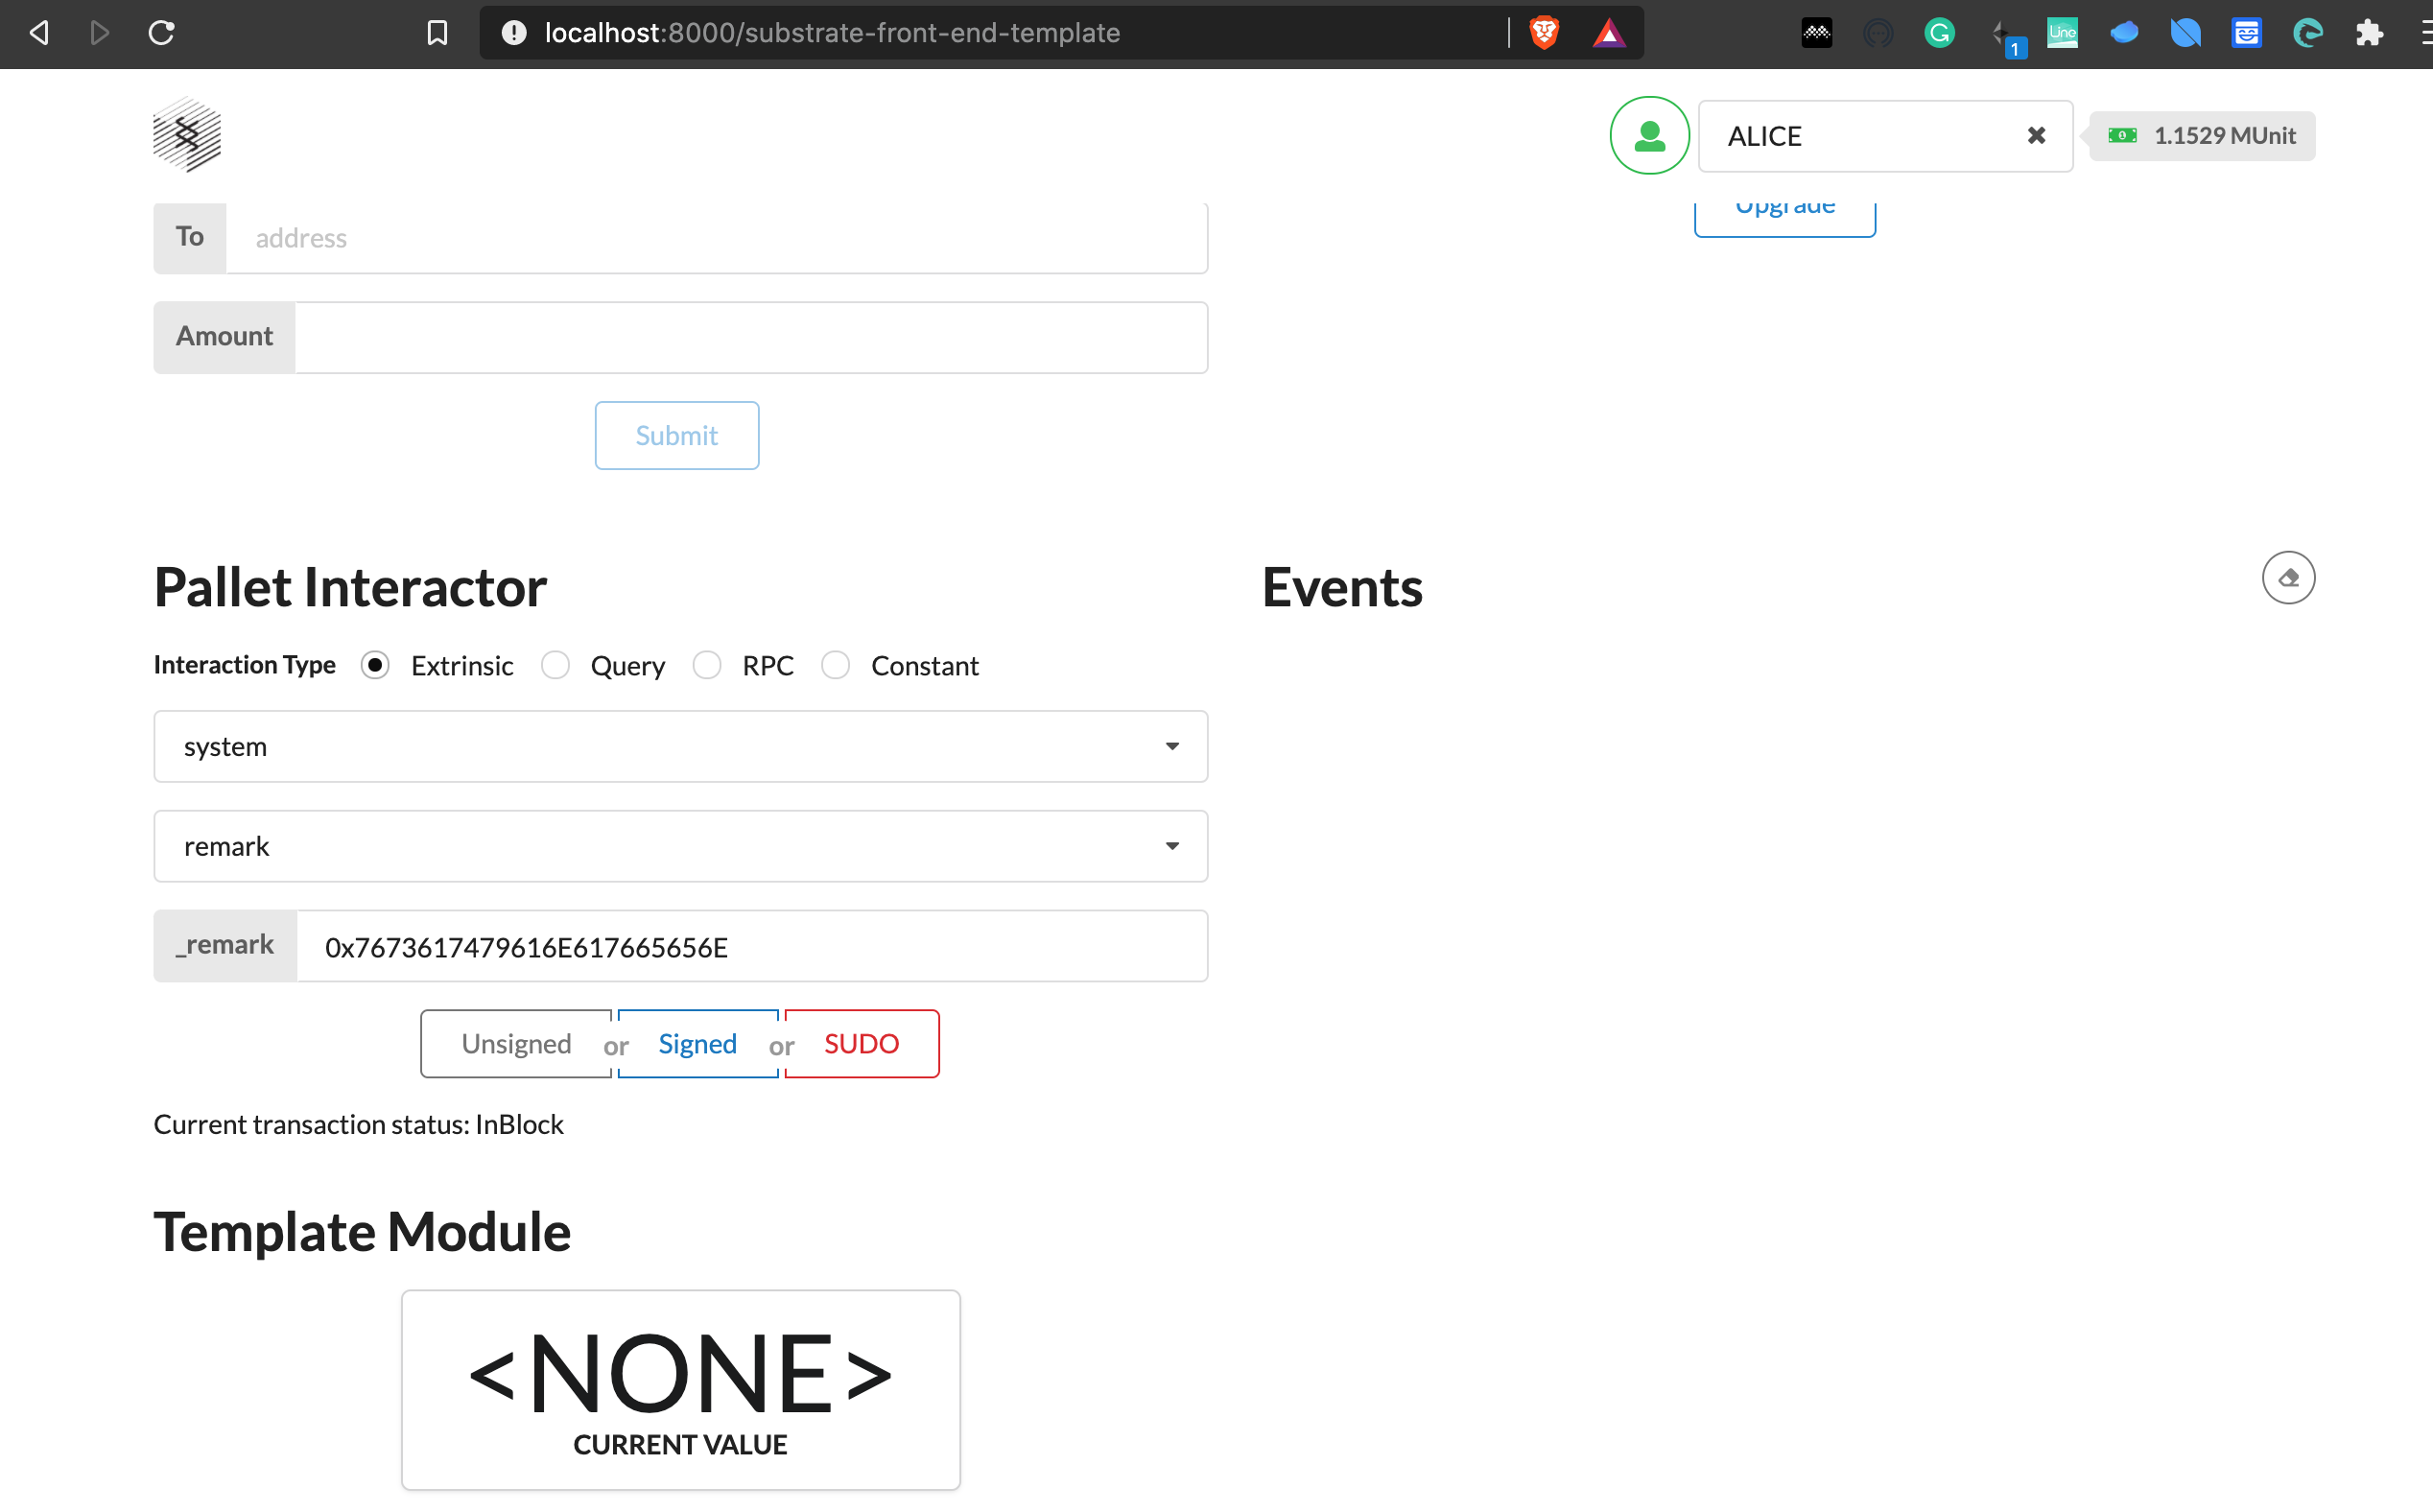 localhost:8000/substrate-front-end-template
1
Une
ALICE
1.1529 MUnit
Upgrade
To address
Amount
Submit
Pallet Interactor
Events
Interaction Type Extrinsic Query RPC Constant
system
remark
_remark 0x7673617479616E617665656E
Unsigned or Signed or SUDO
Current transaction status: InBlock
Template Module
<NONE>
CURRENT VALUE